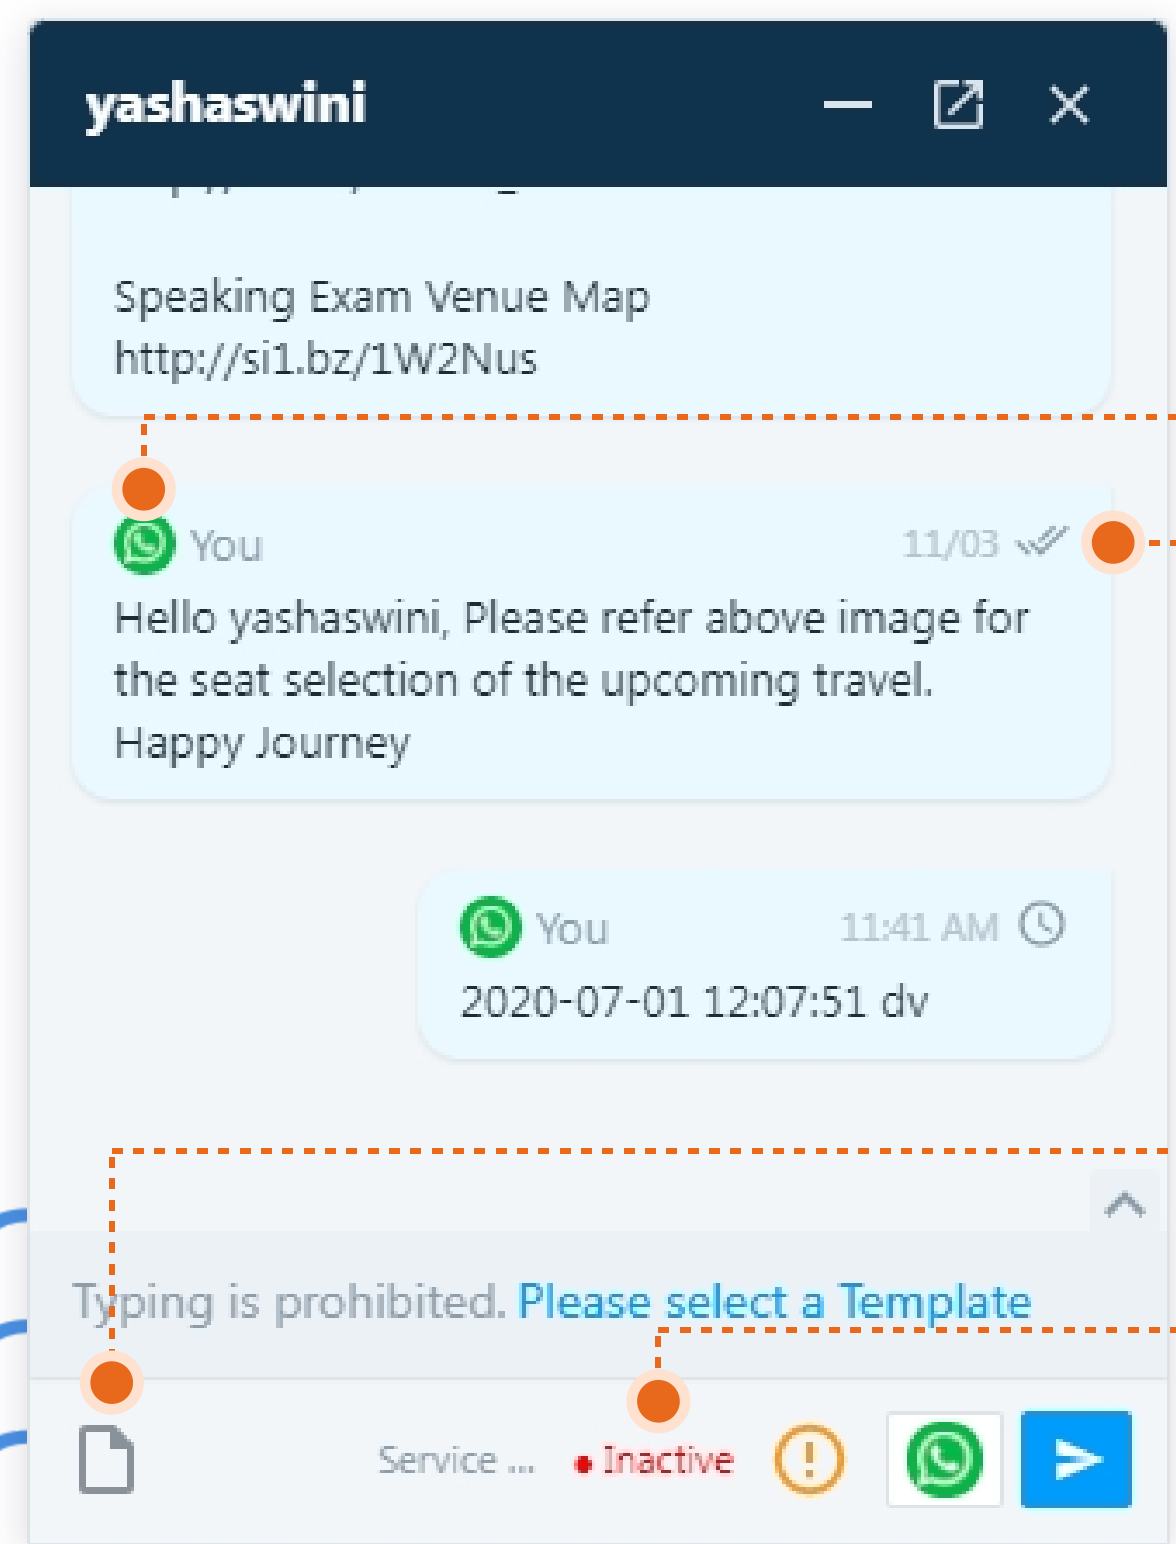 yashaswini
Speaking Exam Venue Map
http://si1.bz/1W2Nus
You 11/03
Hello yashaswini, Please refer above image for
the seat selection of the upcoming travel.
Happy Journey
You 11:41 AM
2020-07-01 12:07:51 dv
Typing is prohibited. Please select a Template
Service ... Inactive